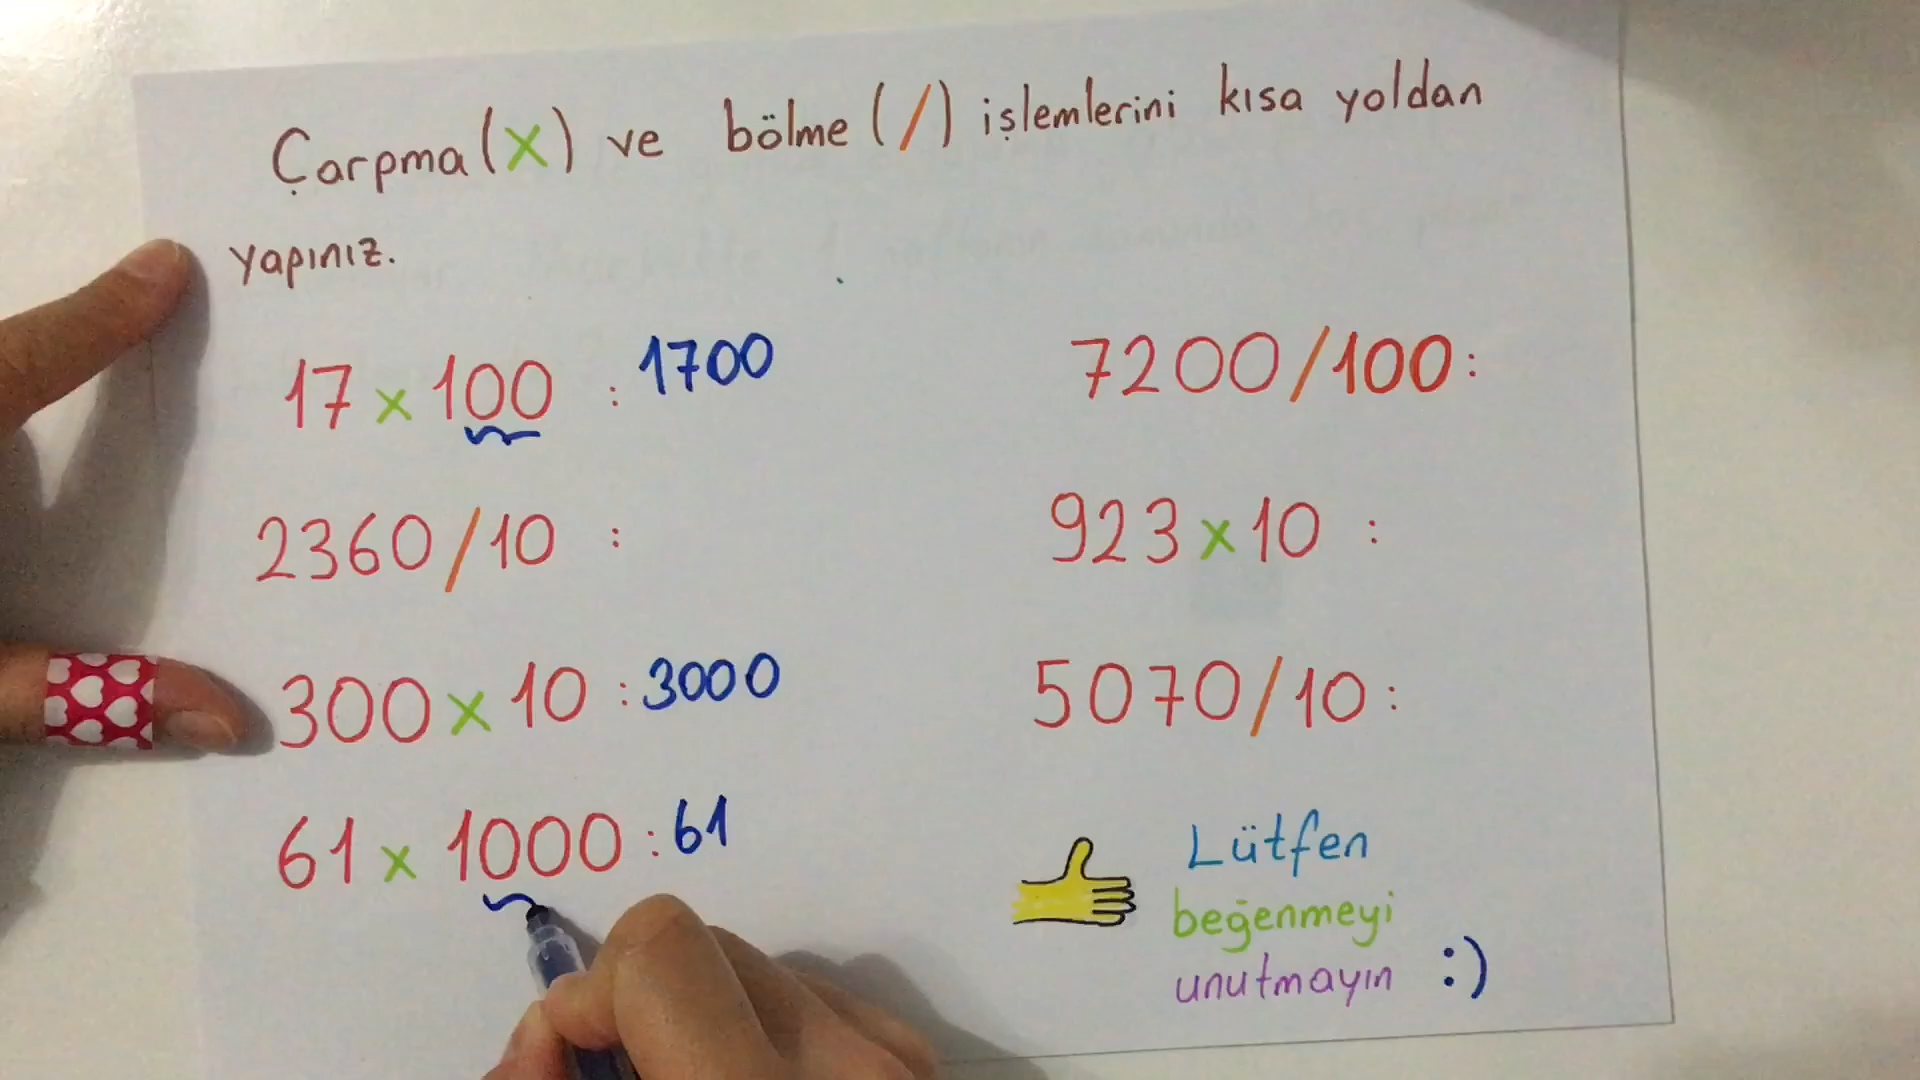 Çarpma (x) ve bölme (/) işlemlerini kısa yoldan
yapınız.
17 x 100 : 1700
2360 / 10 :
300 x 10 : 3000
61 x 1000 : 61
7200 / 100 :
923 x 10 :
5070 / 10 :
Lütfen
beğenmeyi
unutmayın :)